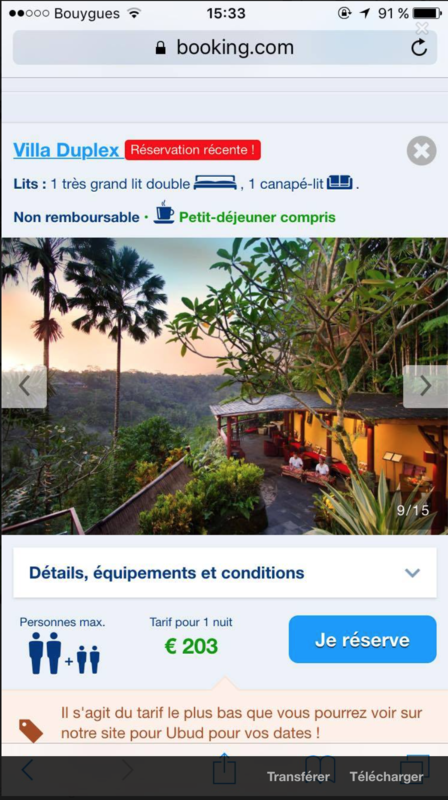 Bouygues 15:33 91 %
booking.com
Villa Duplex Réservation récente !
Lits : 1 très grand lit double , 1 canapé-lit .
Non remboursable · Petit-déjeuner compris
9/15
Détails, équipements et conditions
Personnes max. Tarif pour 1 nuit
+ € 203 Je réserve
Il s'agit du tarif le plus bas que vous pourrez voir sur
notre site pour Ubud pour vos dates !
Transférer Télécharger